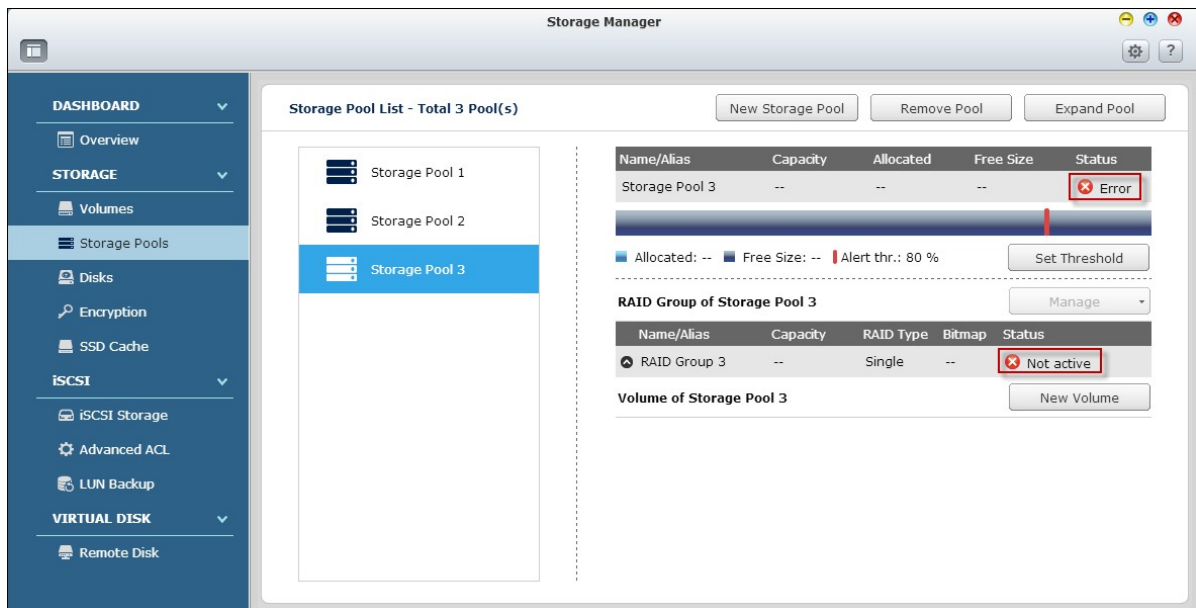 Storage Manager
?
DASHBOARD
Overview
STORAGE
Volumes
Storage Pools
Disks
Encryption
SSD Cache
iSCSI
iSCSI Storage
Advanced ACL
LUN Backup
VIRTUAL DISK
Remote Disk
Storage Pool List - Total 3 Pool(s) New Storage Pool Remove Pool Expand Pool
Storage Pool 1
Storage Pool 2
Storage Pool 3
Name/Alias Capacity Allocated Free Size Status
Storage Pool 3 -- -- -- Error
Allocated: -- Free Size: -- Alert thr.: 80 % Set Threshold
RAID Group of Storage Pool 3 Manage
Name/Alias Capacity RAID Type Bitmap Status
RAID Group 3 -- Single -- Not active
Volume of Storage Pool 3 New Volume